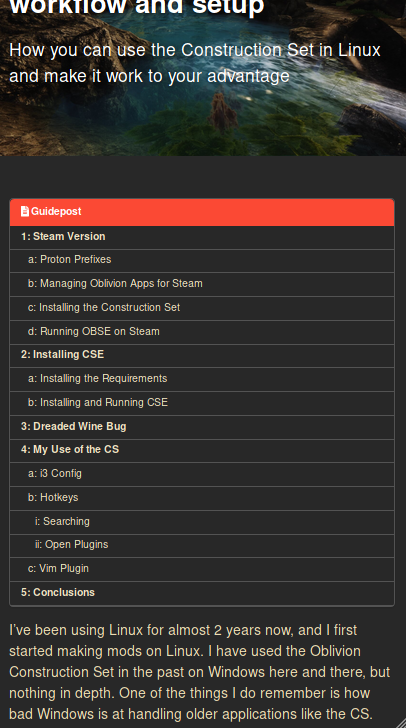 workflow and setup
How you can use the Construction Set in Linux
and make it work to your advantage
Guidepost
1: Steam Version
a: Proton Prefixes
b: Managing Oblivion Apps for Steam
c: Installing the Construction Set
d: Running OBSE on Steam
2: Installing CSE
a: Installing the Requirements
b: Installing and Running CSE
3: Dreaded Wine Bug
4: My Use of the CS
a: i3 Config
b: Hotkeys
i: Searching
ii: Open Plugins
c: Vim Plugin
5: Conclusions
I've been using Linux for almost 2 years now, and I first
started making mods on Linux. I have used the Oblivion
Construction Set in the past on Windows here and there, but
nothing in depth. One of the things I do remember is how
bad Windows is at handling older applications like the CS.